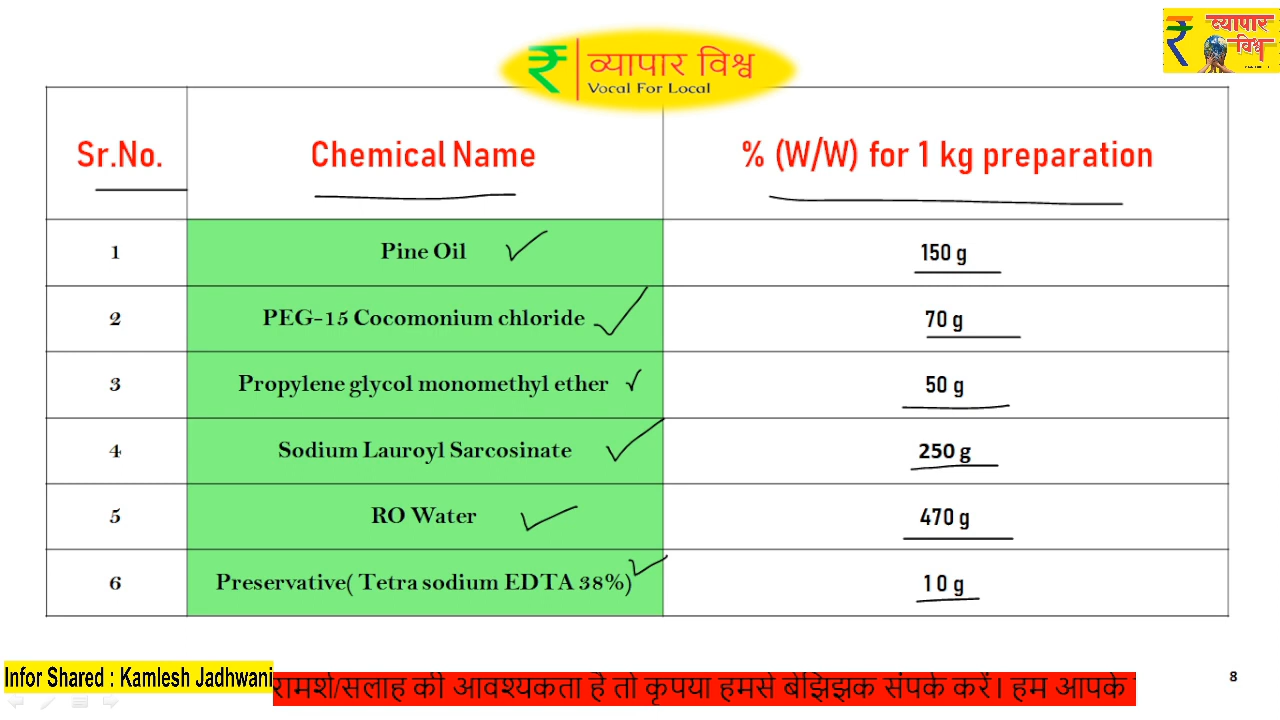 ₹ व्यापार विश्व
Vocal For Local
₹ व्यापार विश्व
Sr.No. Chemical Name % (W/W) for 1 kg preparation
1 Pine Oil 150 g
2 PEG-15 Cocomonium chloride 70 g
3 Propylene glycol monomethyl ether 50 g
4 Sodium Lauroyl Sarcosinate 250 g
5 RO Water 470 g
6 Preservative( Tetra sodium EDTA 38%) 10 g
Infor Shared : Kamlesh Jadhwani
की आवश्यकता है तो कृपया हमसे बेझिझक संपर्क करें। हम आपके
8